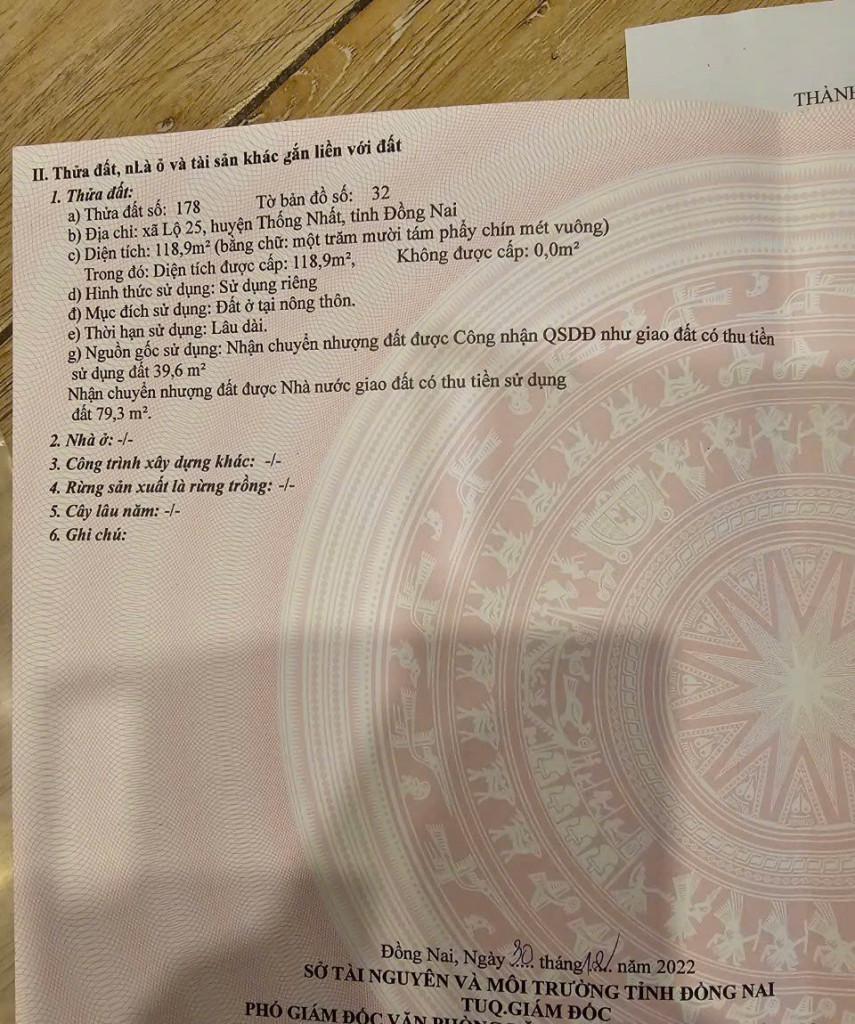 THÀNH
II. Thửa đất, nLà ở và tài sản khác gắn liền với đất
1. Thửa đất:
a) Thửa đất số: 178 Tờ bản đồ số: 32
b) Địa chỉ: xã Lộ 25, huyện Thống Nhất, tỉnh Đồng Nai
c) Diện tích: 118,9m² (bằng chữ: một trăm mười tám phẩy chín mét vuông)
Trong đó: Diện tích được cấp: 118,9m², Không được cấp: 0,0m²
d) Hình thức sử dụng: Sử dụng riêng
đ) Mục đích sử dụng: Đất ở tại nông thôn.
e) Thời hạn sử dụng: Lâu dài.
g) Nguồn gốc sử dụng: Nhận chuyển nhượng đất được Công nhận QSDĐ như giao đất có thu tiền
sử dụng đất 39,6 m²
Nhận chuyển nhượng đất được Nhà nước giao đất có thu tiền sử dụng
đất 79,3 m².
2. Nhà ở: -/-
3. Công trình xây dựng khác: -/-
4. Rừng sản xuất là rừng trồng: -/-
5. Cây lâu năm: -/-
6. Ghi chú:
Đồng Nai, Ngày 30 tháng 12 năm 2022
SỞ TÀI NGUYÊN VÀ MÔI TRƯỜNG TỈNH ĐỒNG NAI
TUQ.GIÁM ĐỐC
PHÓ GIÁM ĐỐC VĂN PHÒNG